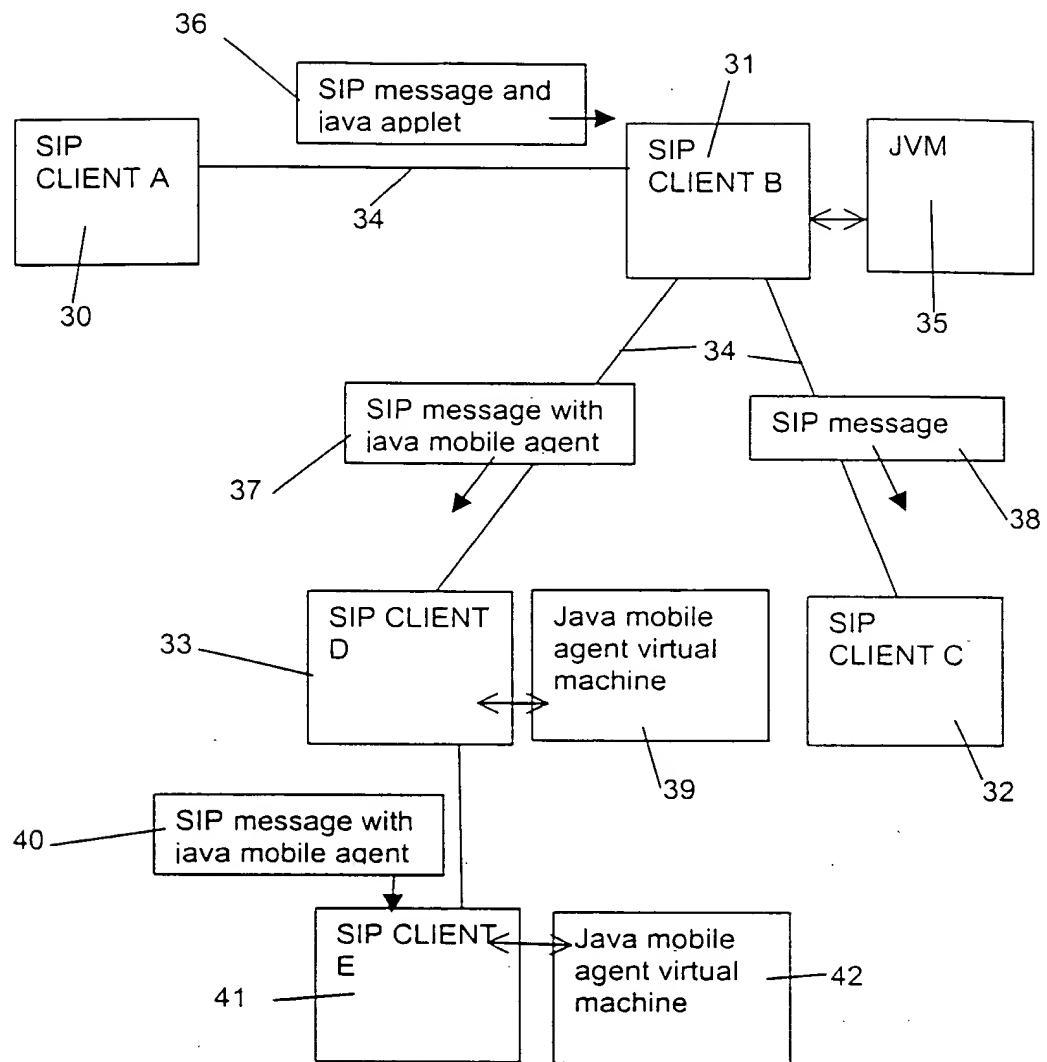 36
SIP message and
java applet
31
SIP
CLIENT A
SIP
CLIENT B
JVM
34
30
35
34
SIP message with
java mobile agent
SIP message
37
38
SIP CLIENT
D
Java mobile
agent virtual
machine
SIP
CLIENT C
33
39
32
40
SIP message with
java mobile agent
SIP CLIENT
E
Java mobile
agent virtual
machine
41
42